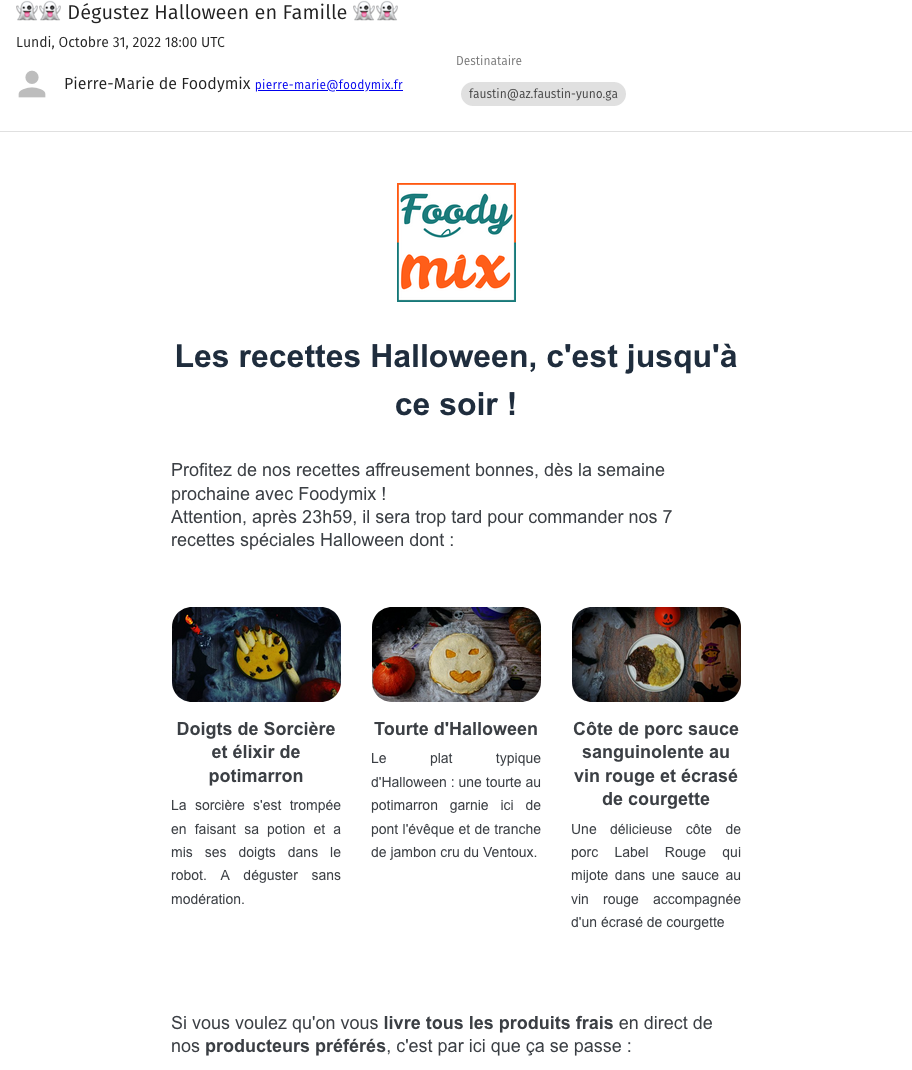 👻👻 Dégustez Halloween en Famille 👻👻
Lundi, Octobre 31, 2022 18:00 UTC
Pierre-Marie de Foodymix pierre-marie@foodymix.fr
Destinataire
faustin@az.faustin-yuno.ga
Foody
mix
Les recettes Halloween, c'est jusqu'à
ce soir !
Profitez de nos recettes affreusement bonnes, dès la semaine
prochaine avec Foodymix !
Attention, après 23h59, il sera trop tard pour commander nos 7
recettes spéciales Halloween dont :
Doigts de Sorcière
et élixir de
potimarron
La sorcière s'est trompée
en faisant sa potion et a
mis ses doigts dans le
robot. A déguster sans
modération.
Tourte d'Halloween
Le plat typique
d'Halloween : une tourte au
potimarron garnie ici de
pont l'évêque et de tranche
de jambon cru du Ventoux.
Côte de porc sauce
sanguinolente au
vin rouge et écrasé
de courgette
Une délicieuse côte de
porc Label Rouge qui
mijote dans une sauce au
vin rouge accompagnée
d'un écrasé de courgette
Si vous voulez qu'on vous livre tous les produits frais en direct de
nos producteurs préférés, c'est par ici que ça se passe :